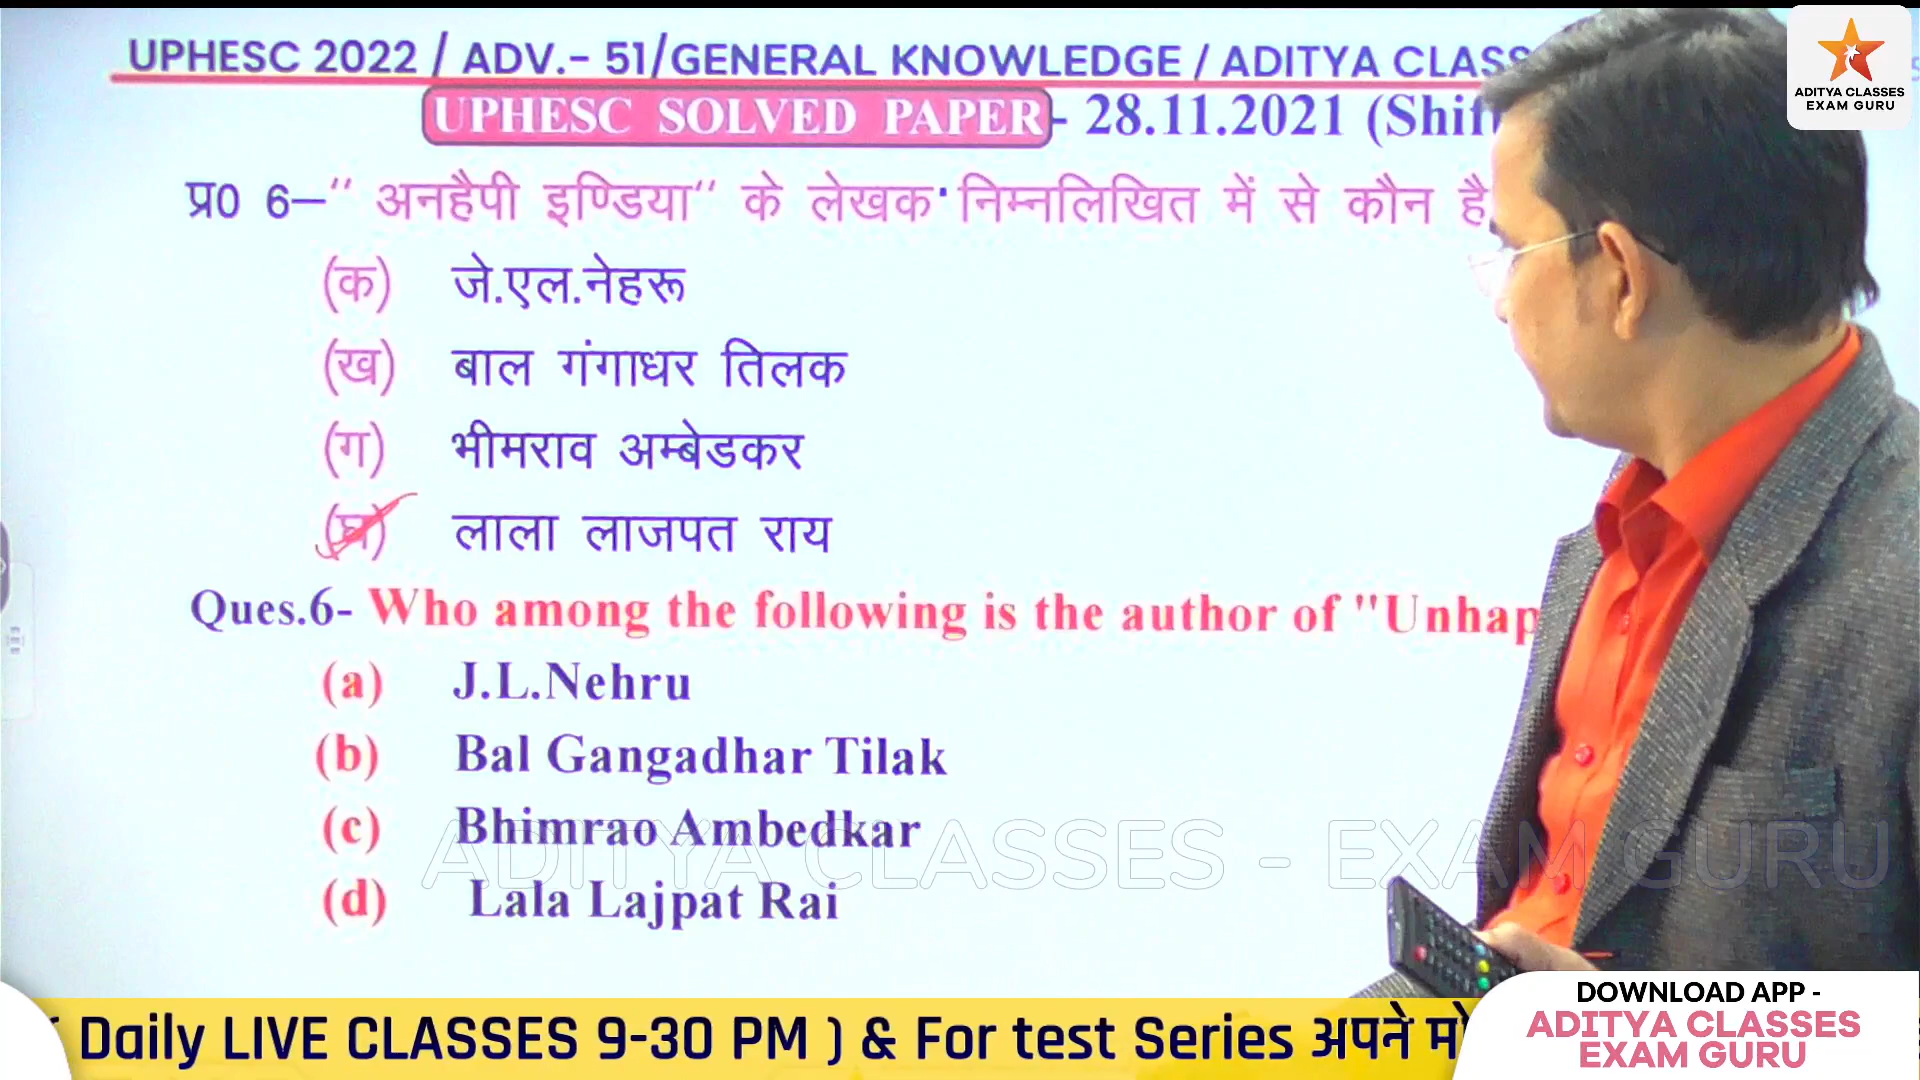 UPHESC 2022 / ADV.- 51/GENERAL KNOWLEDGE / ADITYA CLASS
ADITYA CLASSES
EXAM GURU
UPHESC SOLVED PAPER - 28.11.2021 (Shif
प्र0 6–'' अनहैपी इण्डिया'' के लेखक निम्नलिखित में से कौन है
(क) जे.एल.नेहरू
(ख) बाल गंगाधर तिलक
(ग) भीमराव अम्बेडकर
(घ) लाला लाजपत राय
Ques.6- Who among the following is the author of "Unhap
(a) J.L.Nehru
(b) Bal Gangadhar Tilak
(c) Bhimrao Ambedkar
ADITYA CLASSES - EXAM GURU
(d) Lala Lajpat Rai
Daily LIVE CLASSES 9-30 PM ) & For test Series अपने
DOWNLOAD APP -
ADITYA CLASSES
EXAM GURU